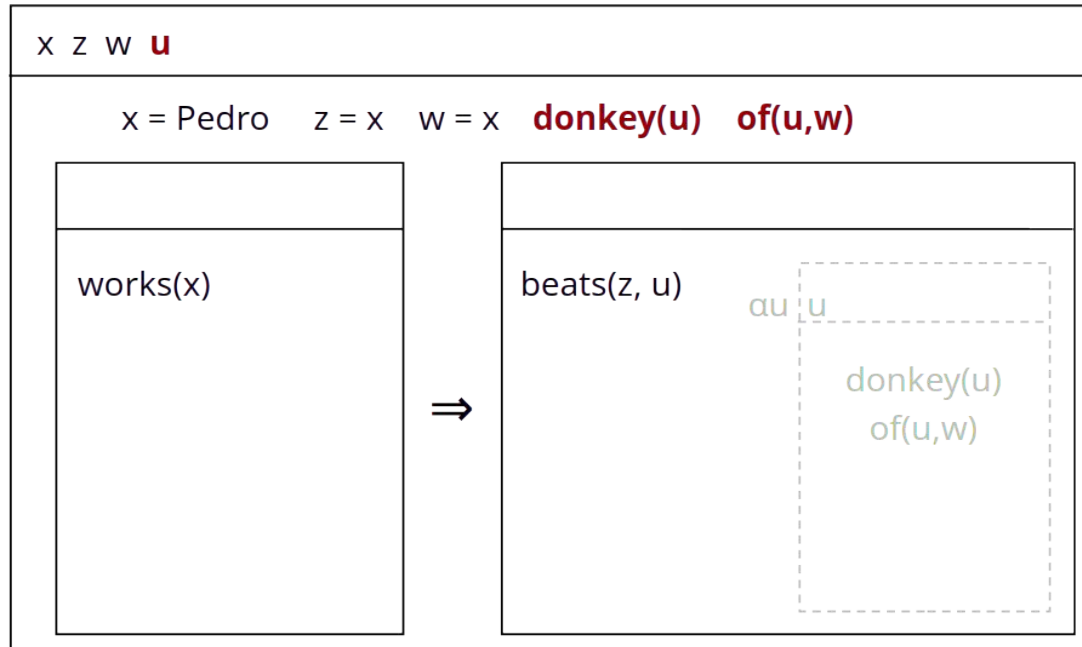 x z w u
x = Pedro z = x w = x donkey(u) of(u,w)
works(x)
⇒
beats(z, u)
αu u
donkey(u)
of(u,w)